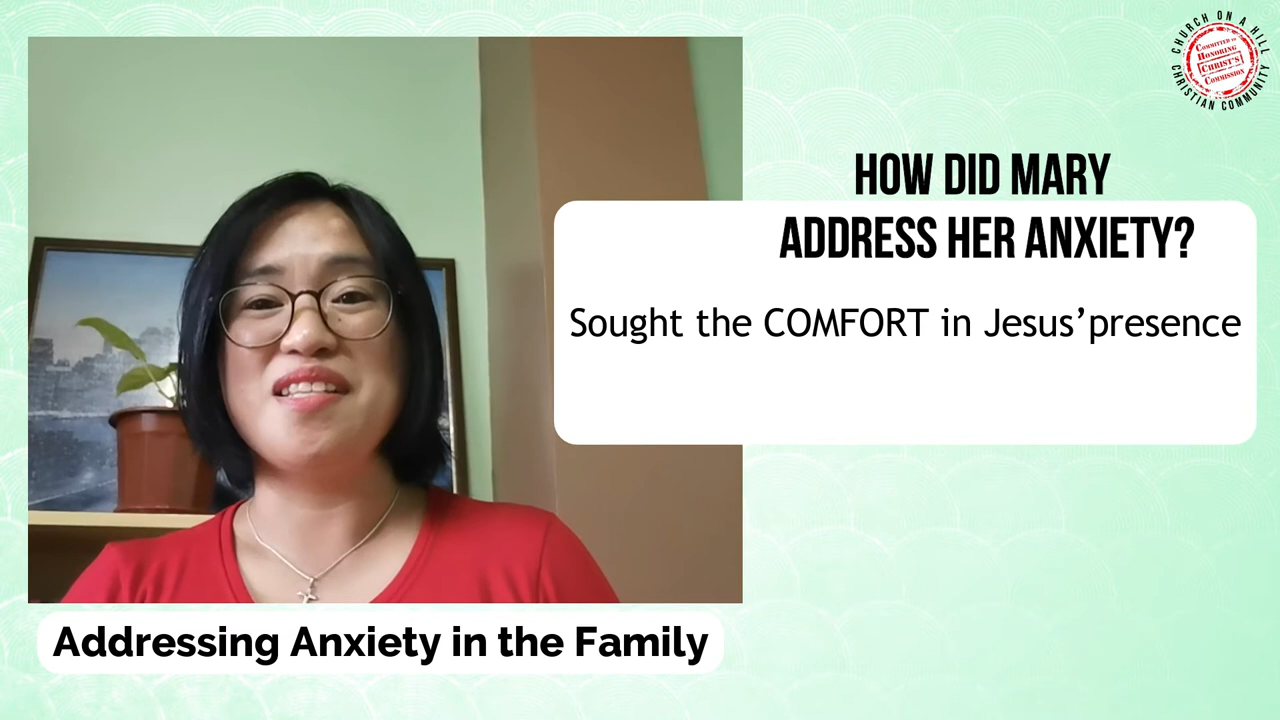 CHURCH ON A HILL
COMMITTED TO
HONORING
CHRIST'S
COMMISSION
CHRISTIAN COMMUNITY
HOW DID MARY
ADDRESS HER ANXIETY?
Sought the COMFORT in Jesus’presence
Addressing Anxiety in the Family